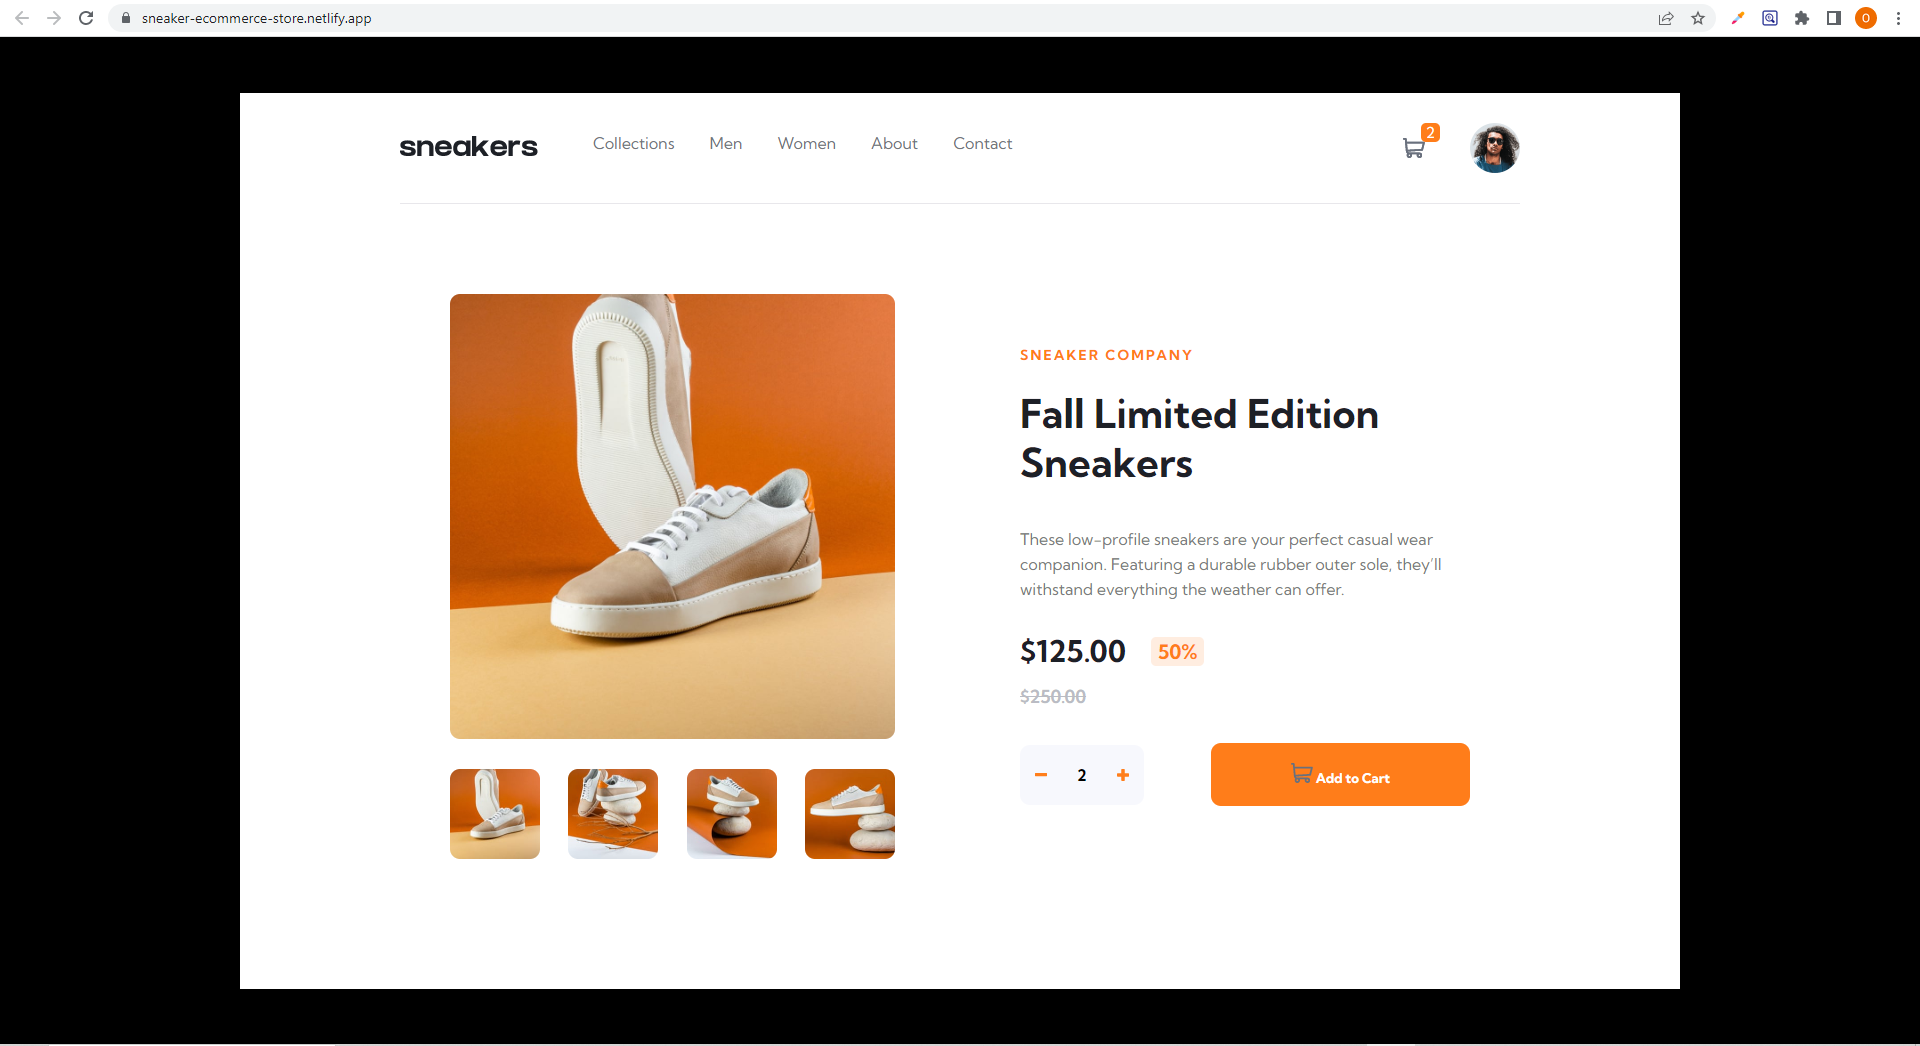 sneaker-ecommerce-store.netlify.app
O
sneakers
Collections Men Women About Contact
2
SNEAKER COMPANY
Fall Limited Edition
Sneakers
These low-profile sneakers are your perfect casual wear
companion. Featuring a durable rubber outer sole, they’ll
withstand everything the weather can offer.
$125.00 50%
$250.00
2
Add to Cart